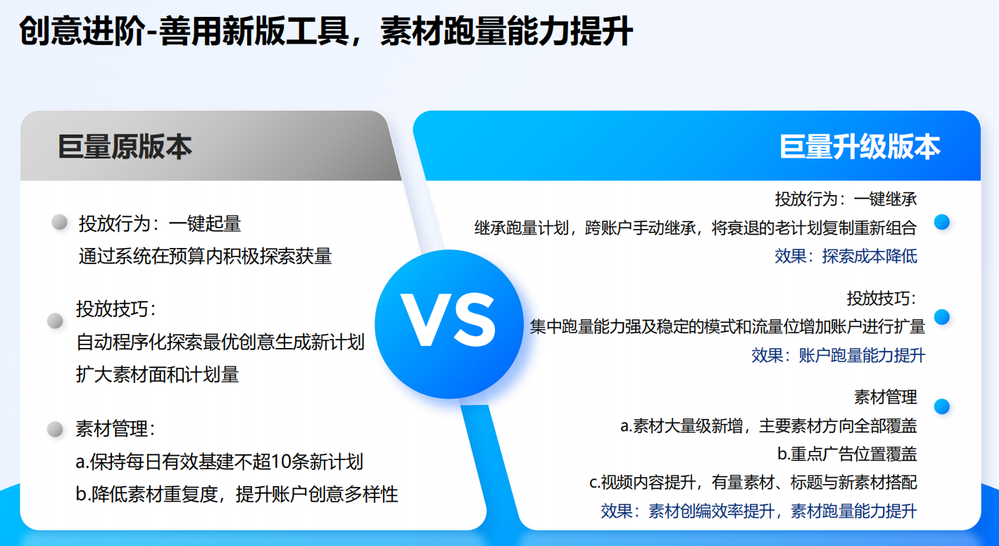 创意进阶-善用新版工具，素材跑量能力提升
巨量原版本
投放行为：一键起量
通过系统在预算内积极探索获量
投放技巧：
自动程序化探索最优创意生成新计划
扩大素材面和计划量
素材管理：
a.保持每日有效基建不超10条新计划
b.降低素材重复度，提升账户创意多样性
VS
巨量升级版本
投放行为：一键继承
继承跑量计划，跨账户手动继承，将衰退的老计划复制重新组合
效果：探索成本降低
投放技巧：
集中跑量能力强及稳定的模式和流量位增加账户进行扩量
效果：账户跑量能力提升
素材管理
a.素材大量级新增，主要素材方向全部覆盖
b.重点广告位置覆盖
c.视频内容提升，有量素材、标题与新素材搭配
效果：素材创编效率提升，素材跑量能力提升